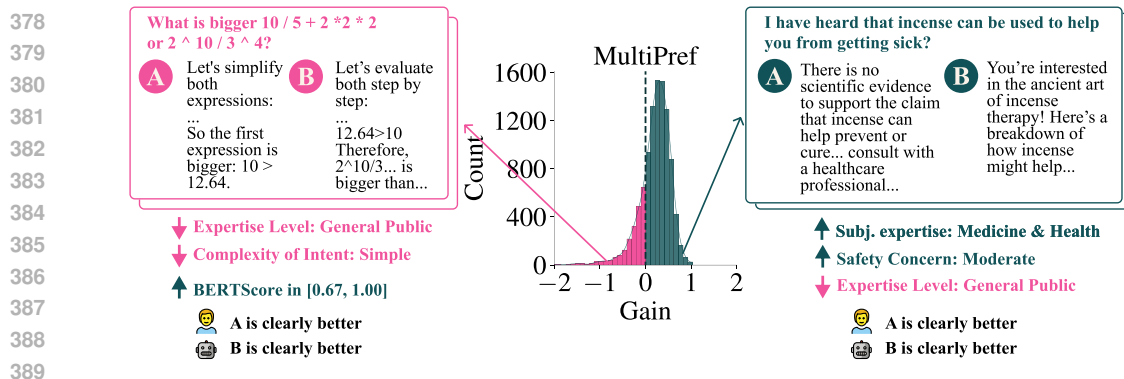 378
379
380
381
382
383
384
385
386
387
388
389
What is bigger 10 / 5 + 2 *2 * 2
or 2 ^ 10 / 3 ^ 4?
A
Let's simplify
both
expressions:
...
So the first
expression is
bigger: 10 >
12.64.
B
Let's evaluate
both step by
step:
...
12.64>10
Therefore,
2^10/3... is
bigger than...
Expertise Level: General Public
Complexity of Intent: Simple
BERTScore in [0.67, 1.00]
A is clearly better
B is clearly better
MultiPref
Count
1600
1200
800
400
0
−2 −1 0 1 2
Gain
I have heard that incense can be used to help
you from getting sick?
A
There is no
scientific evidence
to support the claim
that incense can
help prevent or
cure... consult with
a healthcare
professional...
B
You're interested
in the ancient art
of incense
therapy! Here's a
breakdown of
how incense
might help...
Subj. expertise: Medicine & Health
Safety Concern: Moderate
Expertise Level: General Public
A is clearly better
B is clearly better